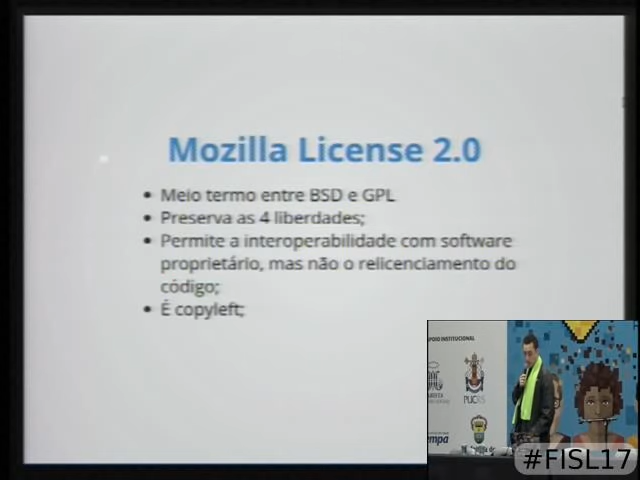 Mozilla License 2.0
• Meio termo entre BSD e GPL
• Preserva as 4 liberdades;
• Permite a interoperabilidade com software
proprietário, mas não o relicenciamento do
código;
• É copyleft;
APOIO INSTITUCIONAL
PUCRS
#FISL17